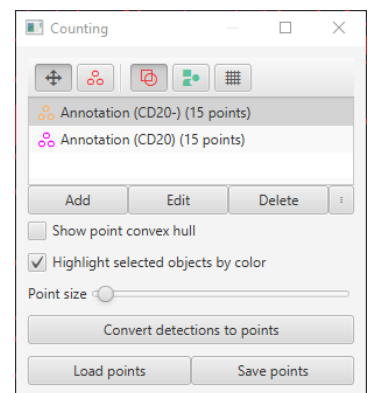 Counting
Annotation (CD20-) (15 points)
Annotation (CD20) (15 points)
Add Edit Delete
Show point convex hull
Highlight selected objects by color
Point size
Convert detections to points
Load points Save points